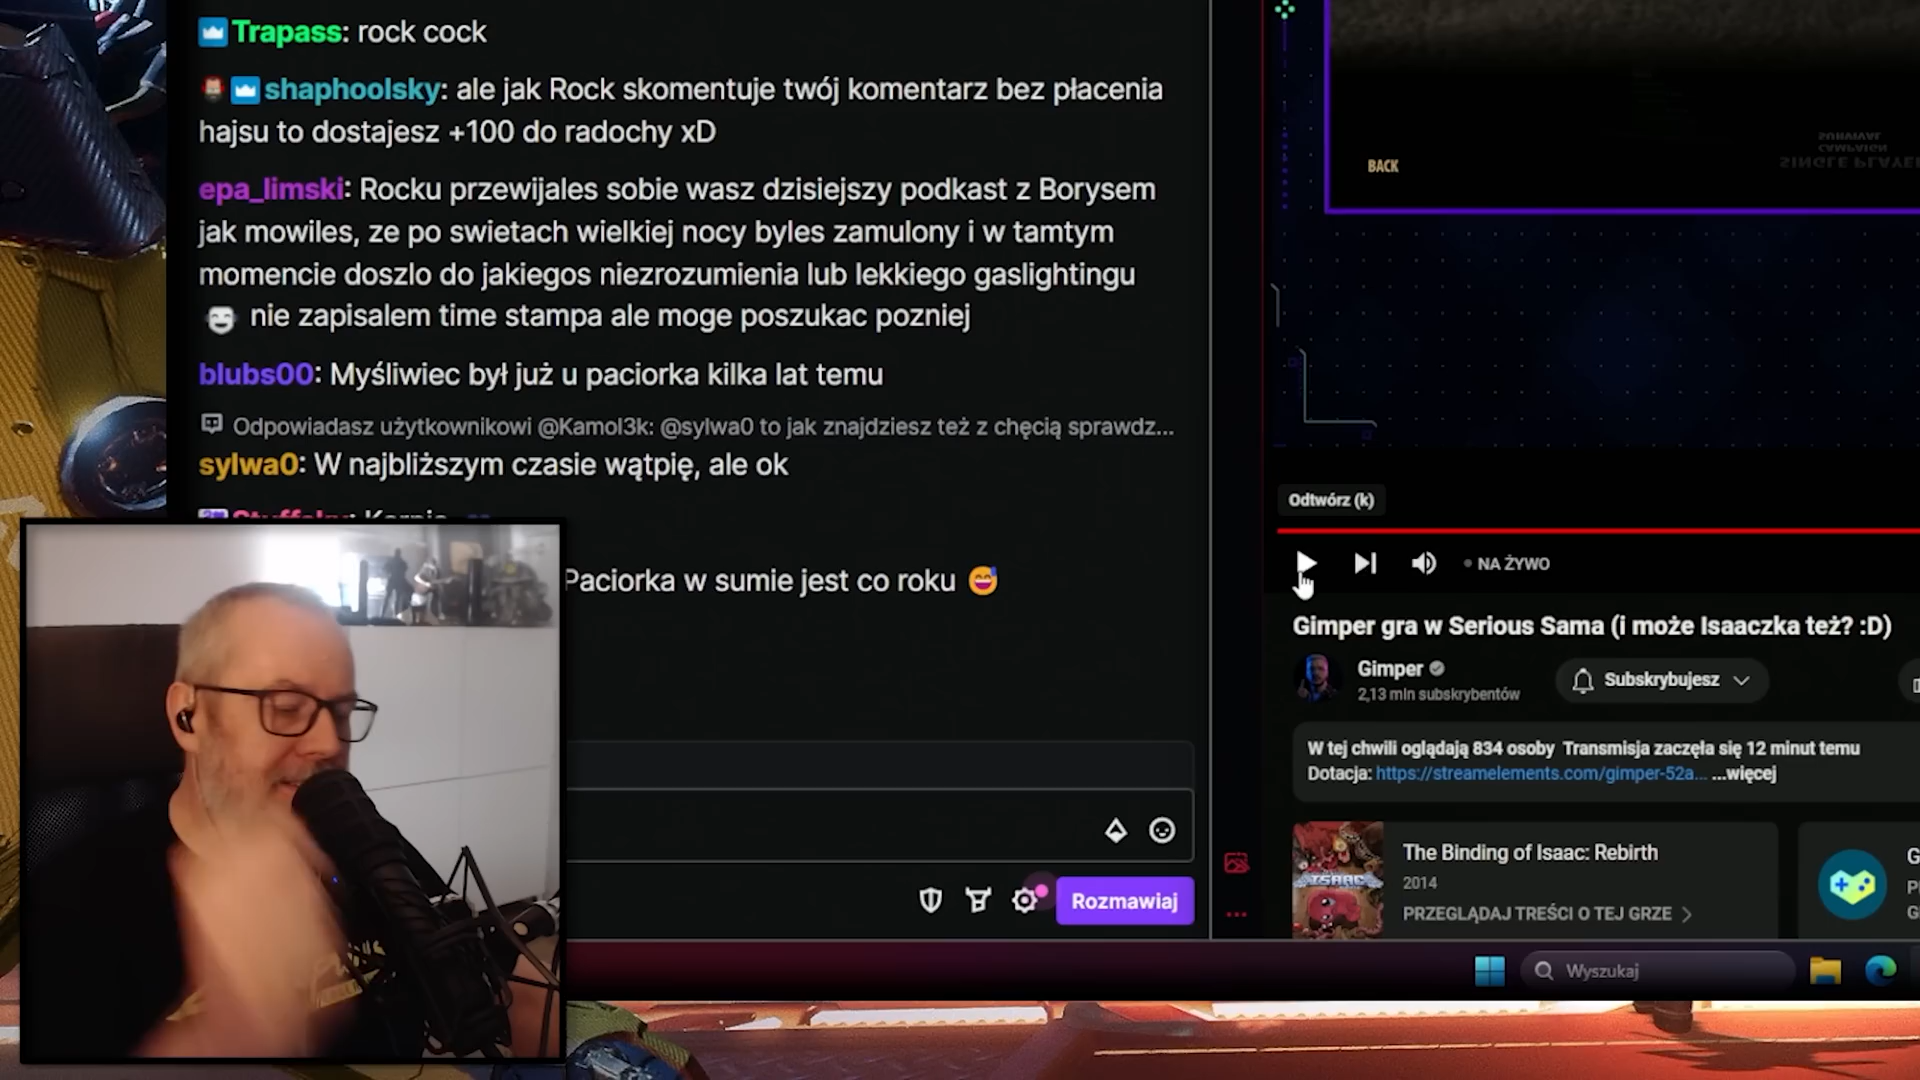 Trapass: rock cock
shaphoolsky: ale jak Rock skomentuje twój komentarz bez płacenia
hajsu to dostajesz +100 do radochy xD
epa_limski: Rocku przewijales sobie wasz dzisiejszy podkast z Borysem
jak mowiles, ze po swietach wielkiej nocy byles zamulony i w tamtym
momencie doszlo do jakiegos niezrozumienia lub lekkiego gaslightingu
nie zapisalem time stampa ale moge poszukac pozniej
blubs00: Myśliwiec był już u paciorka kilka lat temu
Odpowiadasz użytkownikowi @Kamol3k: @sylwa0 to jak znajdziesz też z chęcią sprawdz...
sylwa0: W najbliższym czasie wątpię, ale ok
Paciorka w sumie jest co roku 😅
Rozmawiaj
SURVIVAL
CAMPAIGN
SINGLE PLAYER
BACK
Odtwórz (k)
• NA ŻYWO
Gimper gra w Serious Sama (i może Isaaczka też? :D)
Gimper
2,13 mln subskrybentów
Subskrybujesz
W tej chwili oglądają 834 osoby Transmisja zaczęła się 12 minut temu
Dotacja: https://streamelements.com/gimper-52a... ...więcej
ISAAC
The Binding of Isaac: Rebirth
2014
PRZEGLĄDAJ TREŚCI O TEJ GRZE
Wyszukaj